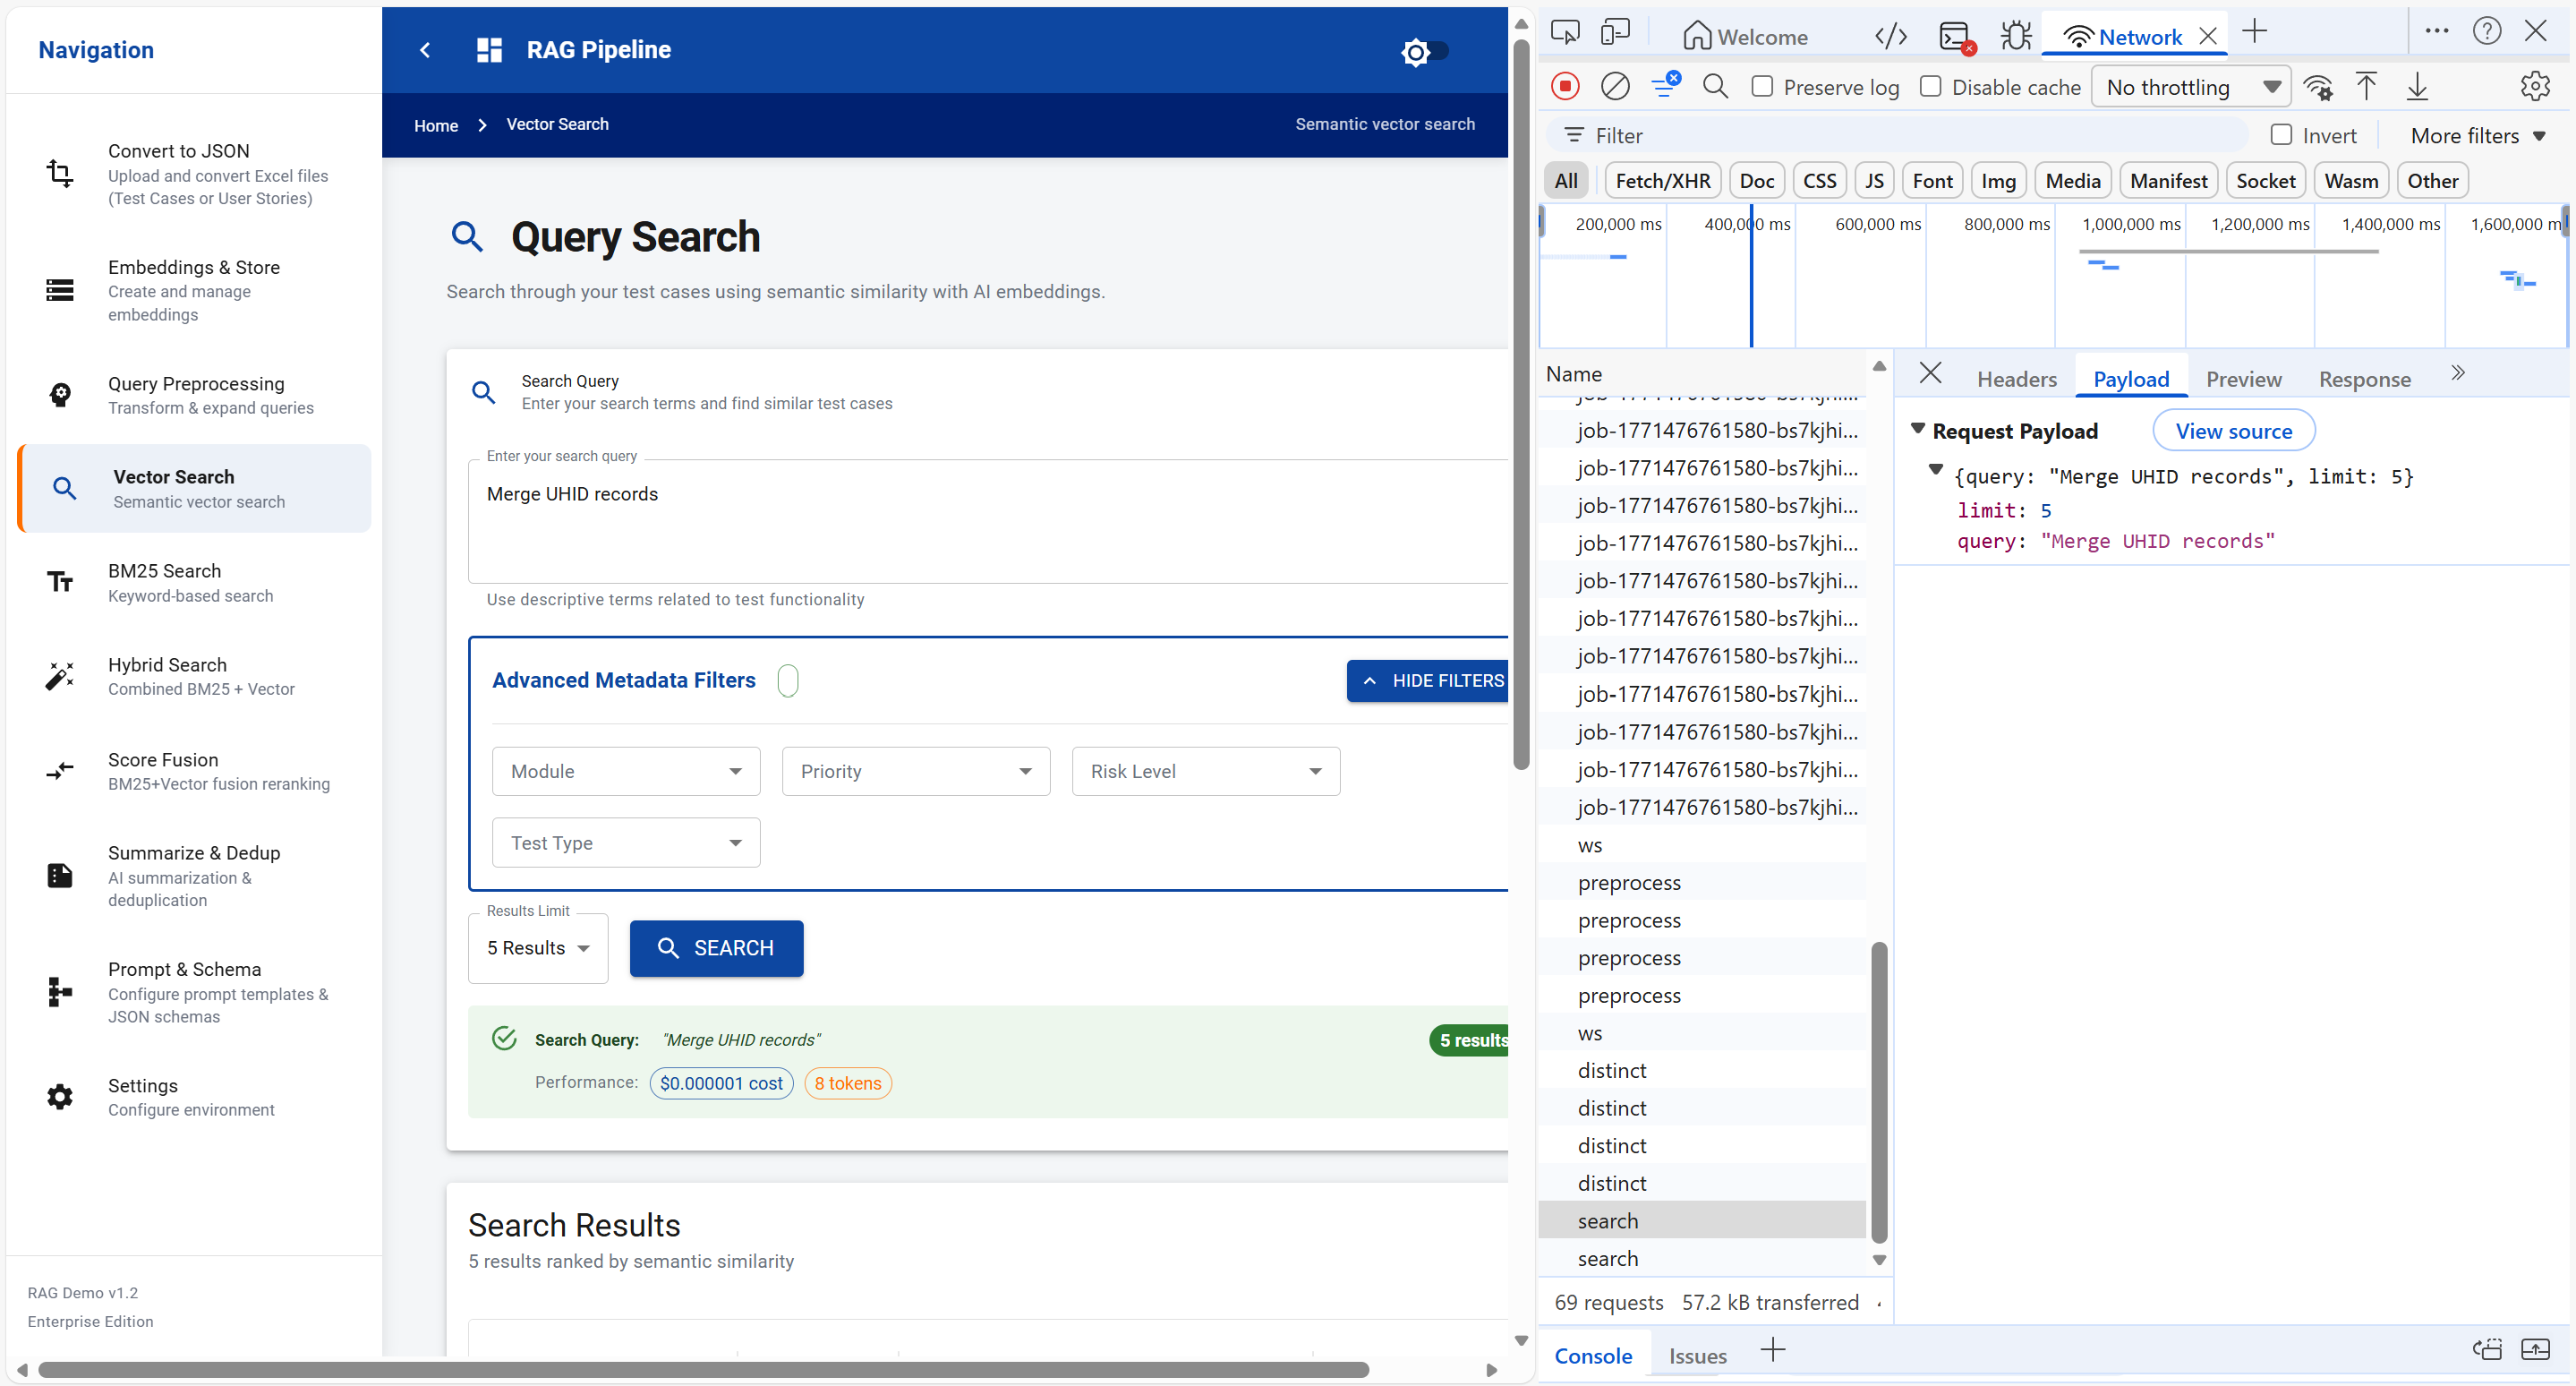 Navigation
Convert to JSON
Upload and convert Excel files
(Test Cases or User Stories)
Embeddings & Store
Create and manage
embeddings
Query Preprocessing
Transform & expand queries
Vector Search
Semantic vector search
BM25 Search
Keyword-based search
Hybrid Search
Combined BM25 + Vector
Score Fusion
BM25+Vector fusion reranking
Summarize & Dedup
AI summarization &
deduplication
Prompt & Schema
Configure prompt templates &
JSON schemas
Settings
Configure environment
RAG Demo v1.2
Enterprise Edition
RAG Pipeline
Home
Vector Search
Semantic vector search
Query Search
Search through your test cases using semantic similarity with AI embeddings.
Search Query
Enter your search terms and find similar test cases
Enter your search query
Merge UHID records
Use descriptive terms related to test functionality
Advanced Metadata Filters
HIDE FILTERS
Module
Priority
Risk Level
Test Type
Results Limit
5 Results
SEARCH
Search Query: "Merge UHID records"
5 results
Performance: $0.000001 cost 8 tokens
Search Results
5 results ranked by semantic similarity
Welcome
Network
Preserve log
Disable cache
No throttling
Filter
Invert
More filters
All Fetch/XHR Doc CSS JS Font Img Media Manifest Socket Wasm Other
200,000 ms 400,000 ms 600,000 ms 800,000 ms 1,000,000 ms 1,200,000 ms 1,400,000 ms 1,600,000 m
Name
job-1771476761580-bs7kjhi...
job-1771476761580-bs7kjhi...
job-1771476761580-bs7kjhi...
job-1771476761580-bs7kjhi...
job-1771476761580-bs7kjhi...
job-1771476761580-bs7kjhi...
job-1771476761580-bs7kjhi...
job-1771476761580-bs7kjhi...
job-1771476761580-bs7kjhi...
job-1771476761580-bs7kjhi...
job-1771476761580-bs7kjhi...
job-1771476761580-bs7kjhi...
ws
preprocess
preprocess
preprocess
preprocess
ws
distinct
distinct
distinct
distinct
search
search
69 requests 57.2 kB transferred
Headers Payload Preview Response
Request Payload
View source
{query: "Merge UHID records", limit: 5}
limit: 5
query: "Merge UHID records"
Console
Issues